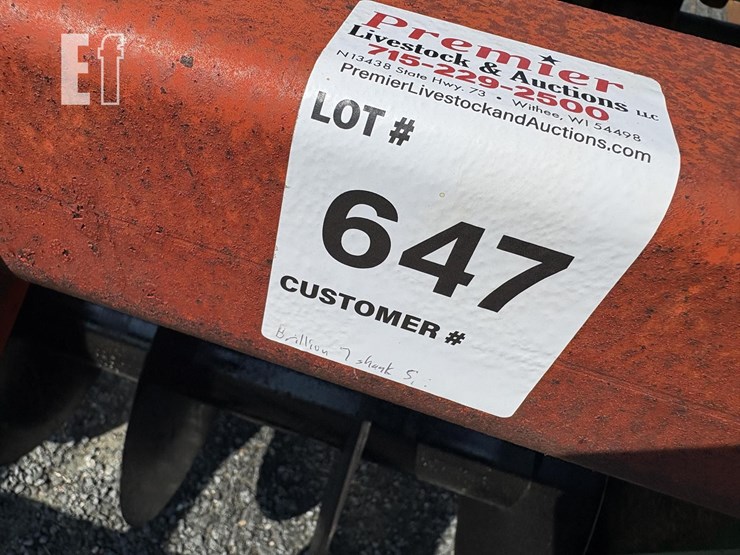 Ef
Premier
Livestock & Auctions LLC
715-229-2500
N13438 State Hwy. 73 • Withee, WI 54498
PremierLivestockandAuctions.com
LOT #
647
CUSTOMER #
Brillion 7 shank